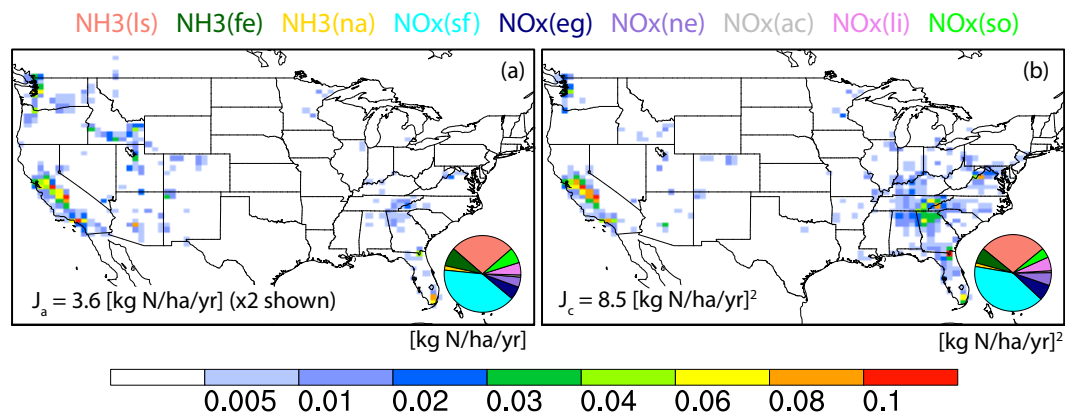 NH3(ls) NH3(fe) NH3(na) NOx(sf) NOx(eg) NOx(ne) NOx(ac) NOx(li) NOx(so)
(a) (b)
Jₐ = 3.6 [kg N/ha/yr] (x2 shown) J꜀ = 8.5 [kg N/ha/yr]²
[kg N/ha/yr] [kg N/ha/yr]²
0.005 0.01 0.02 0.03 0.04 0.06 0.08 0.1